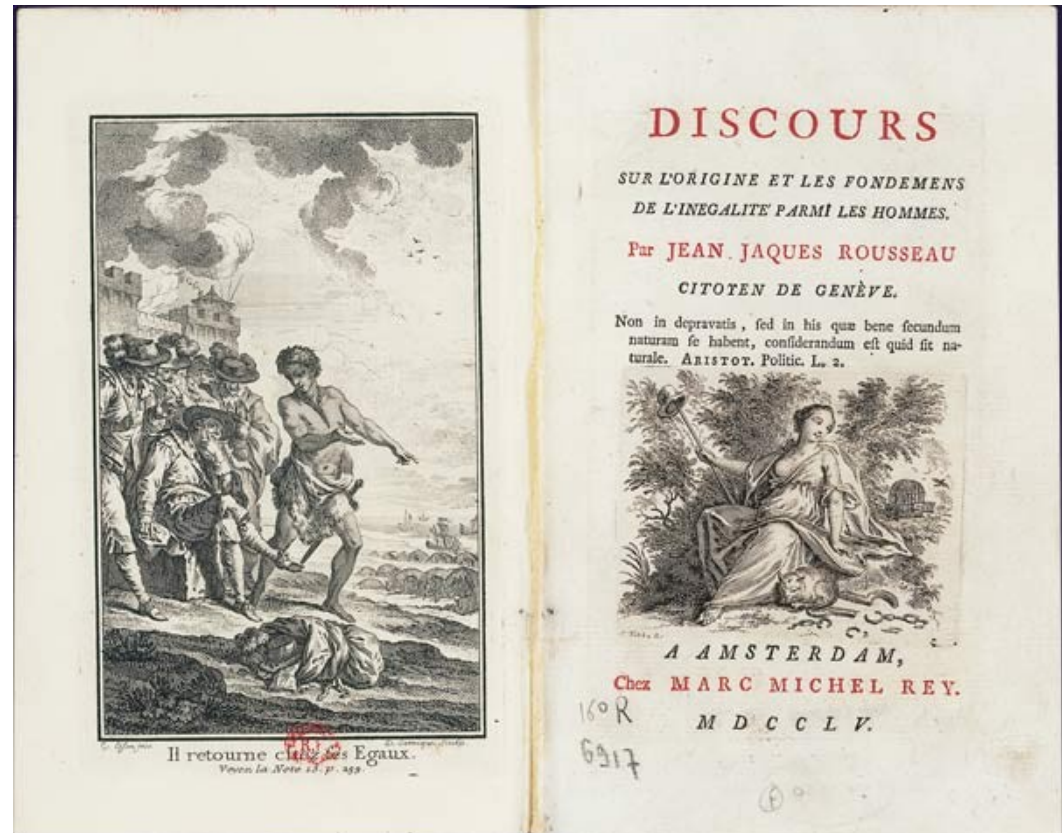 Il retourne chez ses Egaux.
Voyez la Note 13. p. 259.
DISCOURS
SUR L'ORIGINE ET LES FONDEMENS
DE L'INEGALITE PARMI LES HOMMES.
Par JEAN JAQUES ROUSSEAU
CITOYEN DE GENÈVE.
Non in depravatis, sed in his quæ bene secundum
naturam se habent, considerandum est quid sit na-
turale. ARISTOT. Politic. L. 2.
A AMSTERDAM,
Chez MARC MICHEL REY.
MDCCLV.
160 R
6917